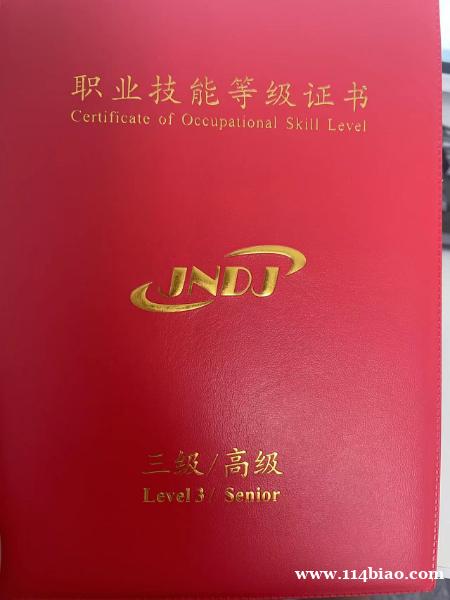 职业技能等级证书
Certificate of Occupational Skill Level
JNDJ
三级/高级
Level 3/ Senior
www.114biao.com